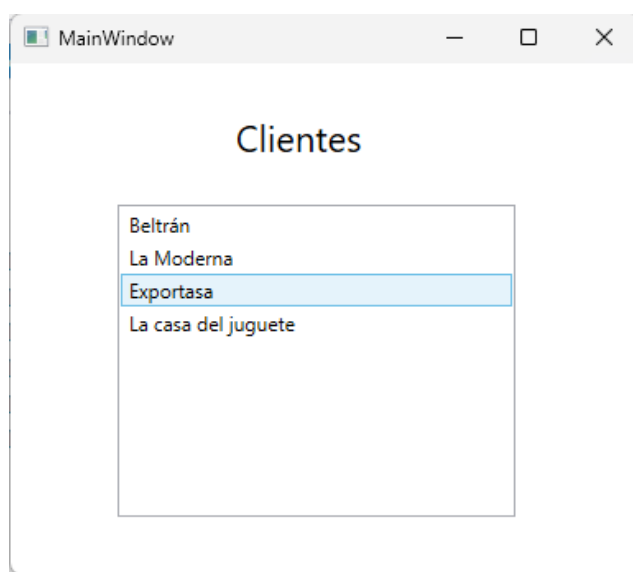 MainWindow
Clientes
Beltrán
La Moderna
Exportasa
La casa del juguete